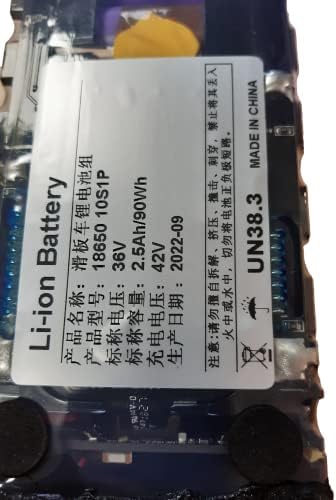 Li-ion Battery
产品名称：滑板车锂电池组
产品型号：18650 10S1P
标称电压：36V
标称容量：2.5Ah/90Wh
充电电压：42V
生产日期：2022-09
注意：请勿擅自拆解、挤压、撞击、刺穿，禁止将其丢入
火中或水中，切勿将电池正负极短路。
UN38.3 MADE IN CHINA